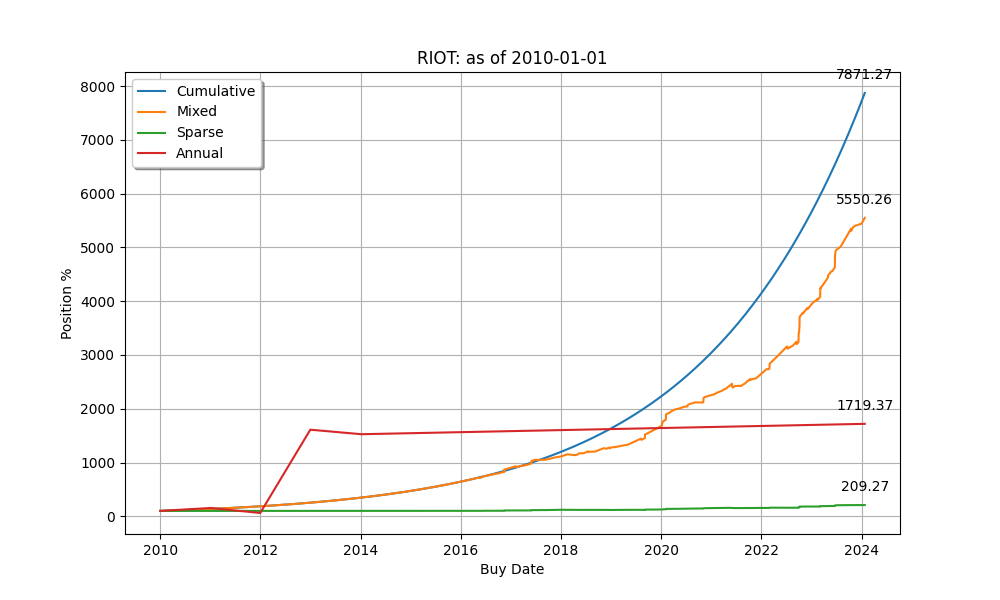 RIOT: as of 2010-01-01
7871.27
8000
Cumulative
Mixed
Sparse
Annual
7000
6000
5550.26
5000
Position %
4000
3000
2000
1719.37
1000
209.27
0
2010 2012 2014 2016 2018 2020 2022 2024
Buy Date